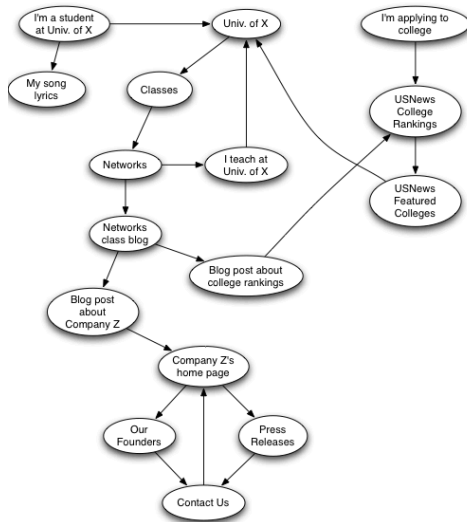 I'm a student
at Univ. of X
Univ. of X
I'm applying to
college
My song
lyrics
Classes
USNews
College
Rankings
Networks
I teach at
Univ. of X
USNews
Featured
Colleges
Networks
class blog
Blog post about
college rankings
Blog post
about
Company Z
Company Z's
home page
Our
Founders
Press
Releases
Contact Us